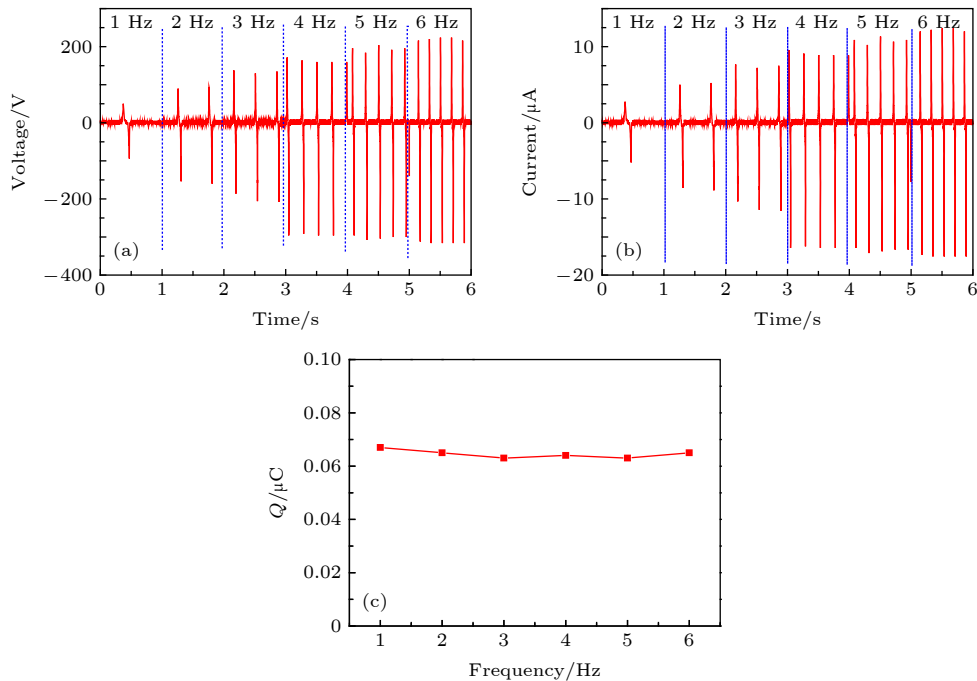 1 Hz 2 Hz 3 Hz 4 Hz 5 Hz 6 Hz
200
0
−200
−400
Voltage/V
(a)
0 1 2 3 4 5 6
Time/s
1 Hz 2 Hz 3 Hz 4 Hz 5 Hz 6 Hz
10
0
−10
−20
Current/μA
(b)
0 1 2 3 4 5 6
Time/s
0.10
0.08
0.06
0.04
0.02
0
Q/μC
(c)
1 2 3 4 5 6
Frequency/Hz